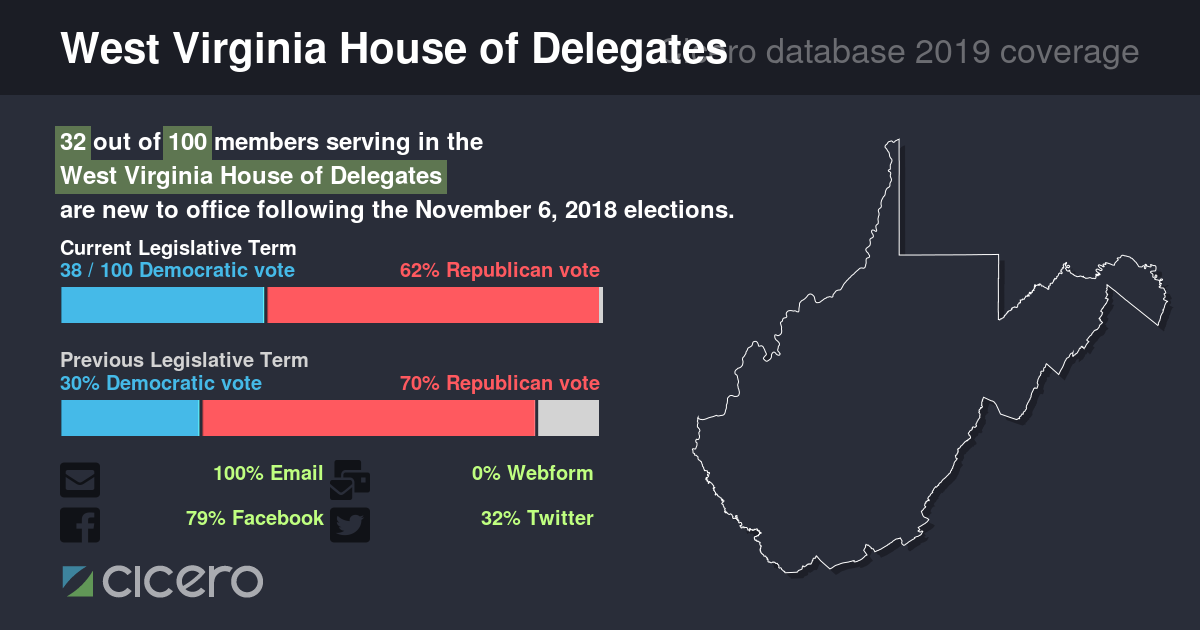 West Virginia House of Delegates
Cicero database 2019 coverage
32 out of 100 members serving in the
West Virginia House of Delegates
are new to office following the November 6, 2018 elections.
Current Legislative Term
38 / 100 Democratic vote 62% Republican vote
Previous Legislative Term
30% Democratic vote 70% Republican vote
100% Email 0% Webform
79% Facebook 32% Twitter
cicero